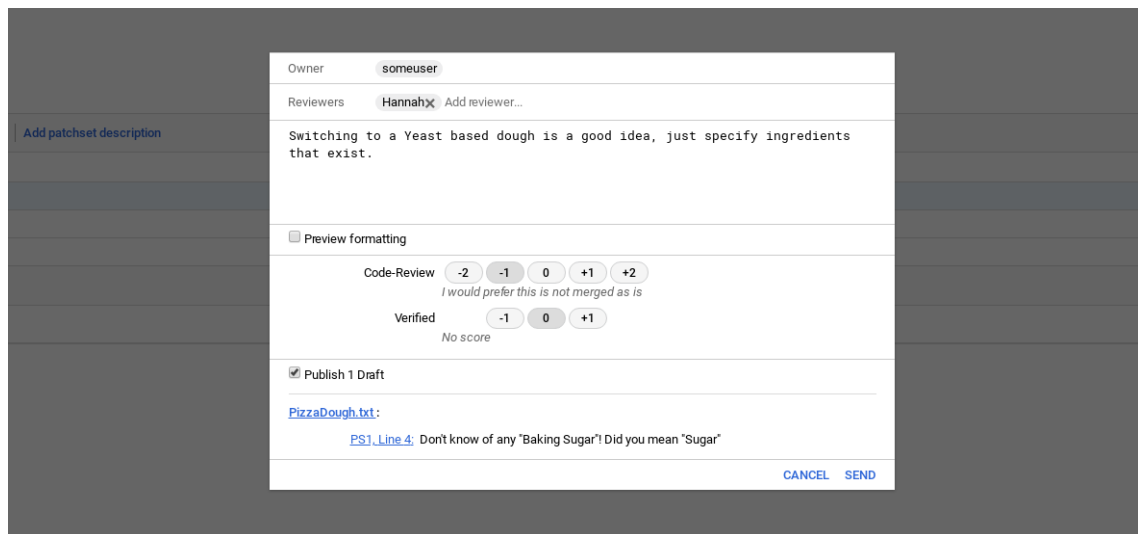 Owner someuser
Reviewers Hannah Add reviewer...
Add patchset description
Switching to a Yeast based dough is a good idea, just specify ingredients
that exist.
Preview formatting
Code-Review -2 -1 0 +1 +2
I would prefer this is not merged as is
Verified -1 0 +1
No score
Publish 1 Draft
PizzaDough.txt :
PS1, Line 4: Don't know of any "Baking Sugar"! Did you mean "Sugar"
CANCEL SEND